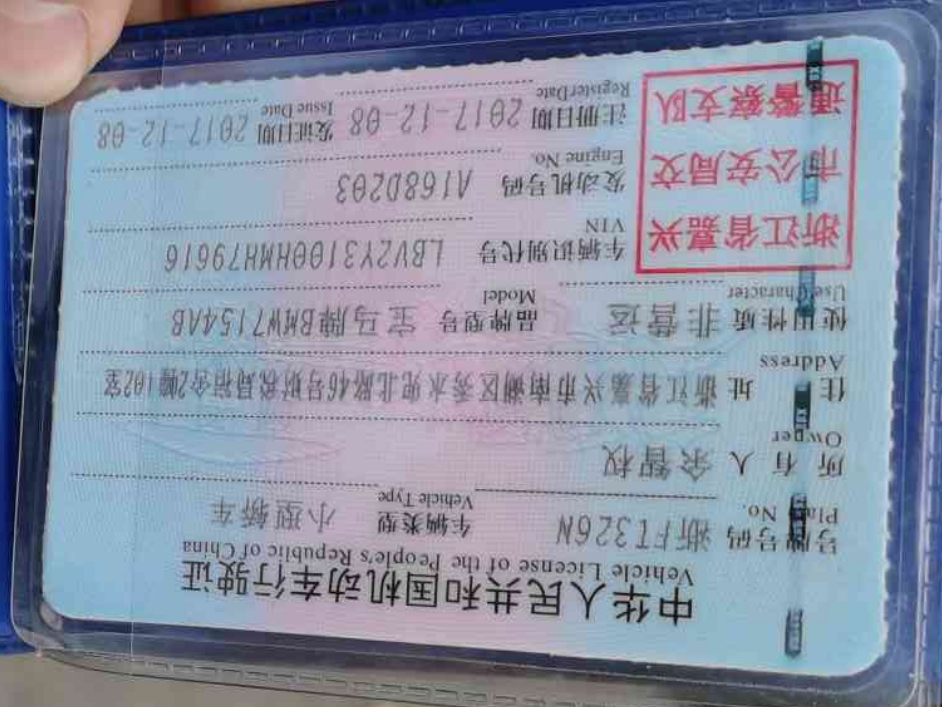 中华人民共和国机动车行驶证
Vehicle License of the People's Republic of China
号牌号码 浙FT326N 车辆类型 小型轿车
Plate No. Vehicle Type
所有人 余智权
Owner
住址 浙江省嘉兴市南湖区秀水兜北路46号财税局宿舍2幢102室
Address
使用性质 非营运 品牌型号 宝马牌BMW7154AB
Use Character Model
浙江省嘉兴
市公安局交
通警察支队
车辆识别代号 LBV2Y3100HMH79616
VIN
发动机号码 A168D203
Engine No.
注册日期 2017-12-08 发证日期 2017-12-08
Register Date Issue Date